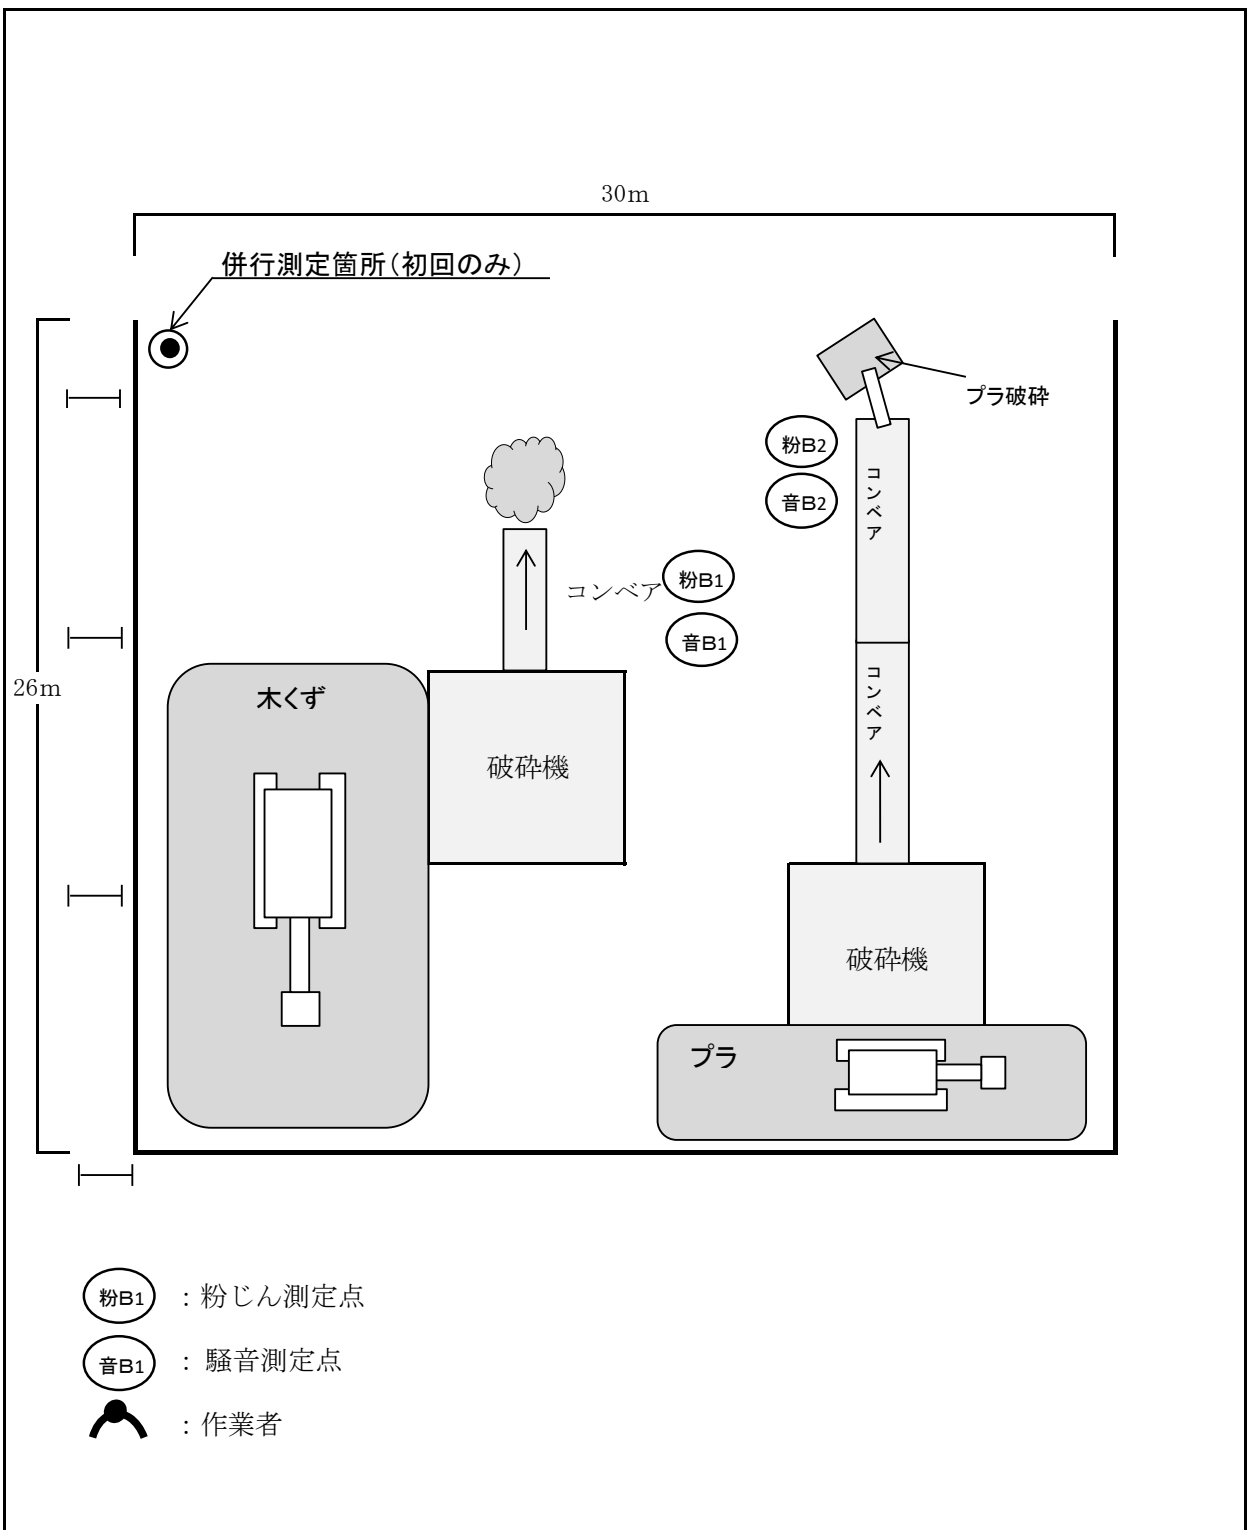 30m
併行測定箇所(初回のみ)
プラ破砕
粉B2
音B2
コンベア
コンベア
粉B1
音B1
26m
木くず
コンベア
破砕機
破砕機
プラ
粉B1 : 粉じん測定点
音B1 : 騒音測定点
: 作業者